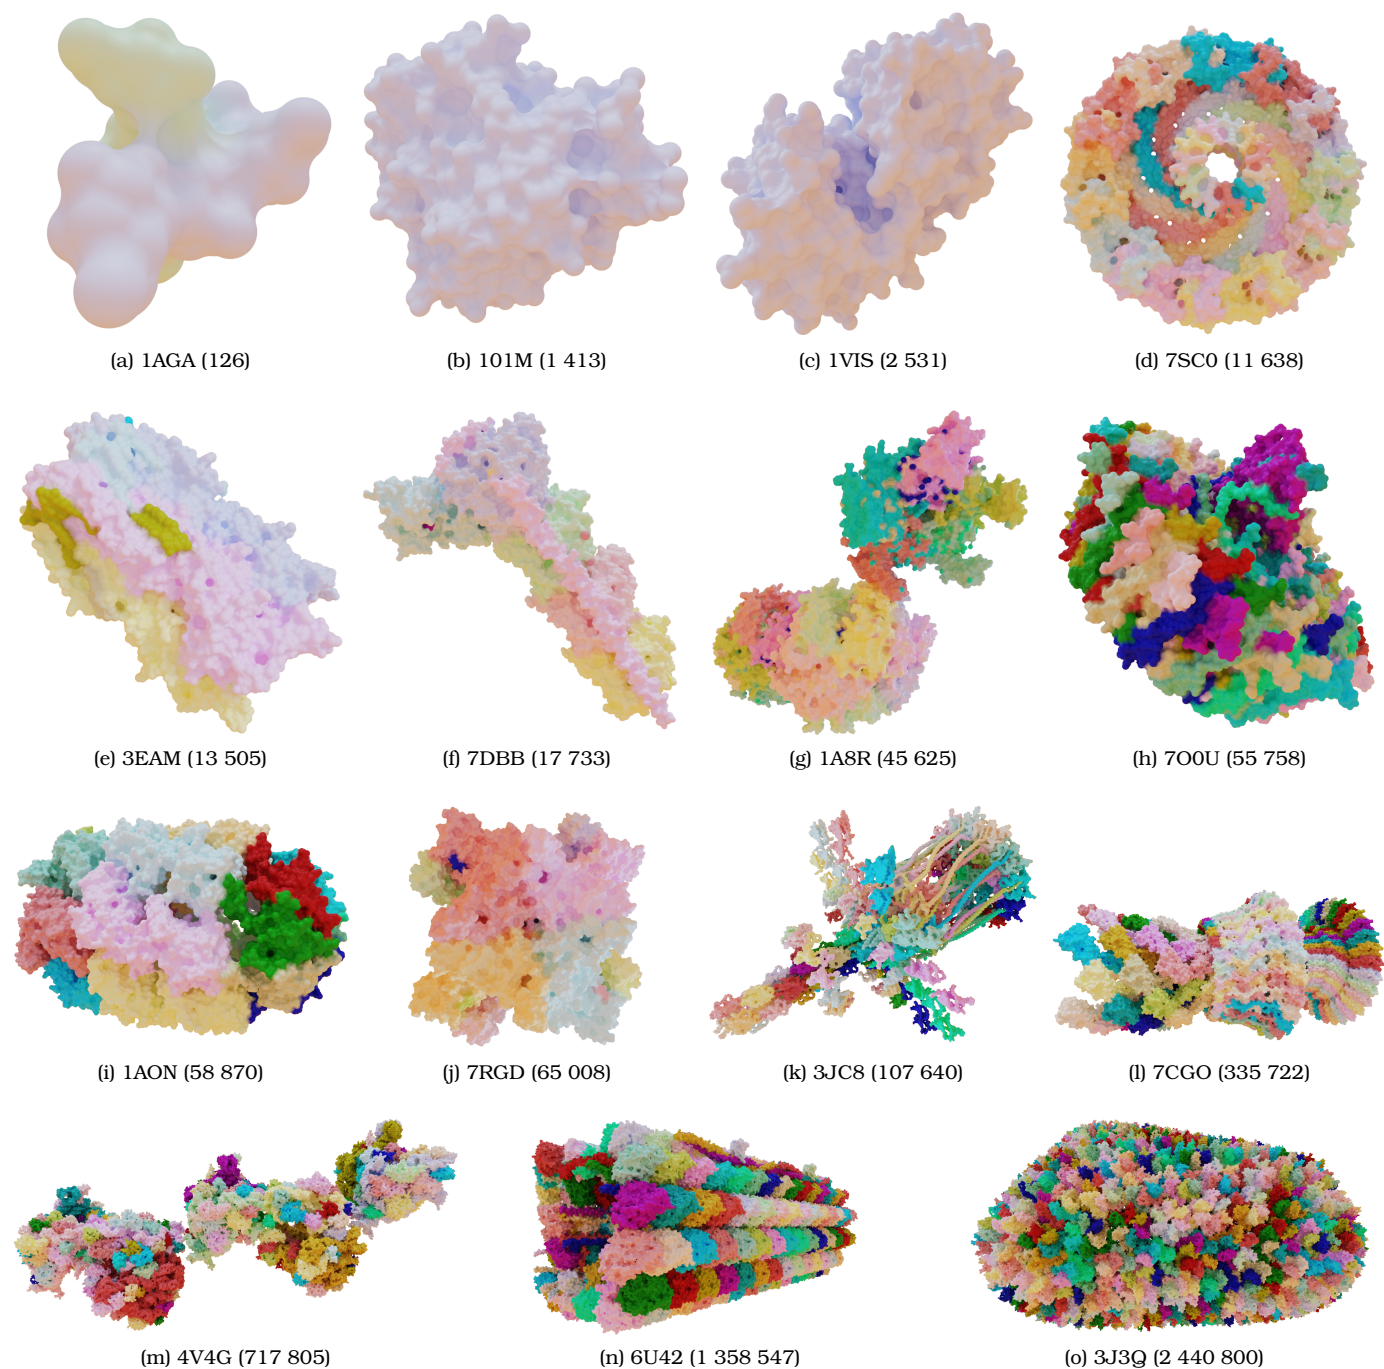 (a) 1AGA (126)
(b) 101M (1 413)
(c) 1VIS (2 531)
(d) 7SC0 (11 638)
(e) 3EAM (13 505)
(f) 7DBB (17 733)
(g) 1A8R (45 625)
(h) 7O0U (55 758)
(i) 1AON (58 870)
(j) 7RGD (65 008)
(k) 3JC8 (107 640)
(l) 7CGO (335 722)
(m) 4V4G (717 805)
(n) 6U42 (1 358 547)
(o) 3J3Q (2 440 800)